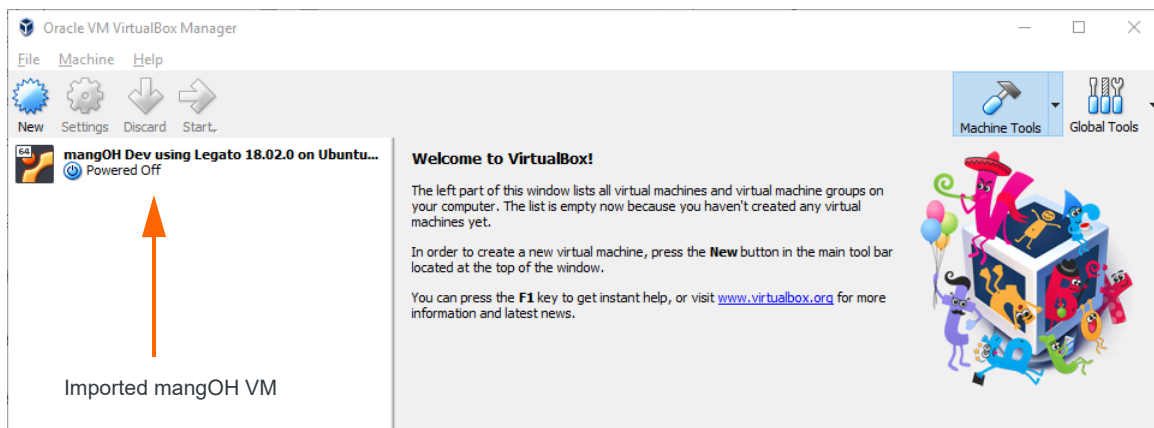 Oracle VM VirtualBox Manager
File Machine Help
New Settings Discard Start
Machine Tools Global Tools
64
mangOH Dev using Legato 18.02.0 on Ubuntu...
Powered Off
Welcome to VirtualBox!
The left part of this window lists all virtual machines and virtual machine groups on
your computer. The list is empty now because you haven't created any virtual
machines yet.
In order to create a new virtual machine, press the New button in the main tool bar
located at the top of the window.
You can press the F1 key to get instant help, or visit www.virtualbox.org for more
information and latest news.
Imported mangOH VM